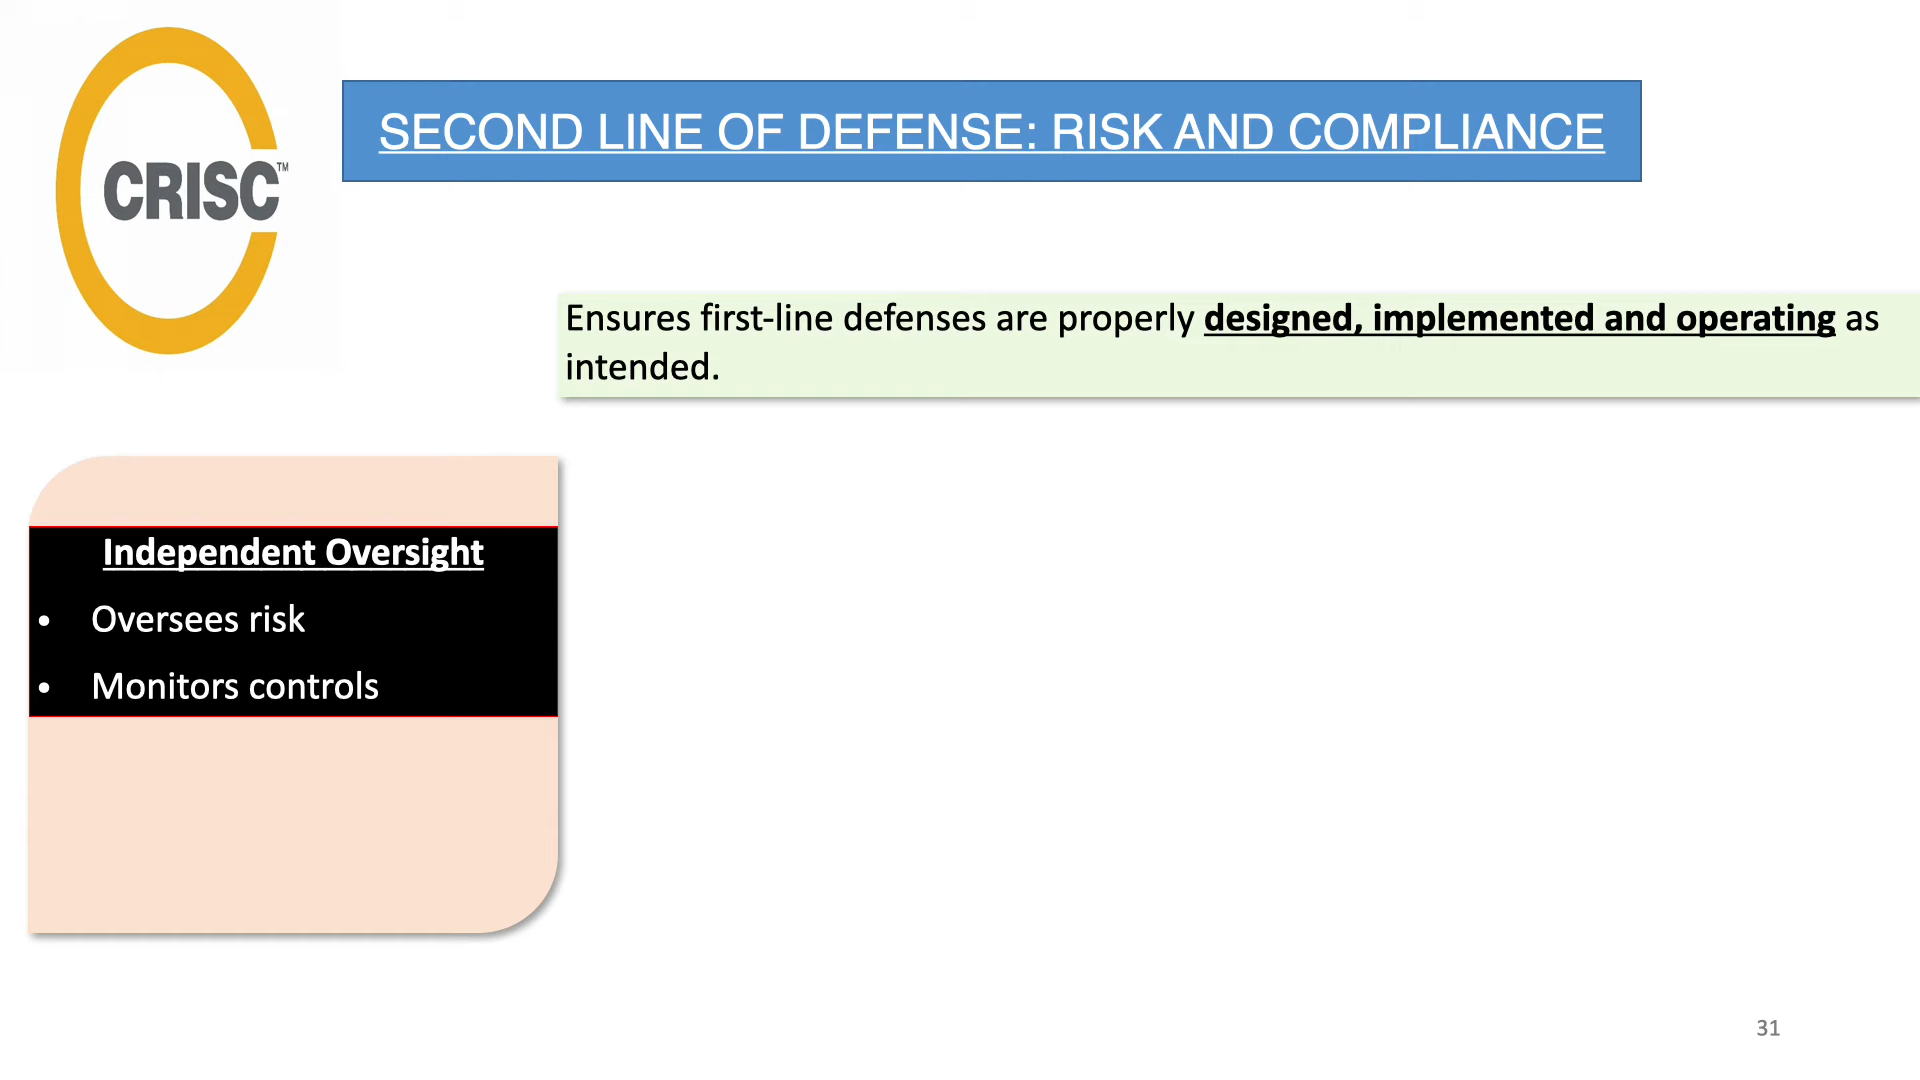 CRISC™
SECOND LINE OF DEFENSE: RISK AND COMPLIANCE
Ensures first-line defenses are properly designed, implemented and operating as
intended.
Independent Oversight
• Oversees risk
• Monitors controls
31